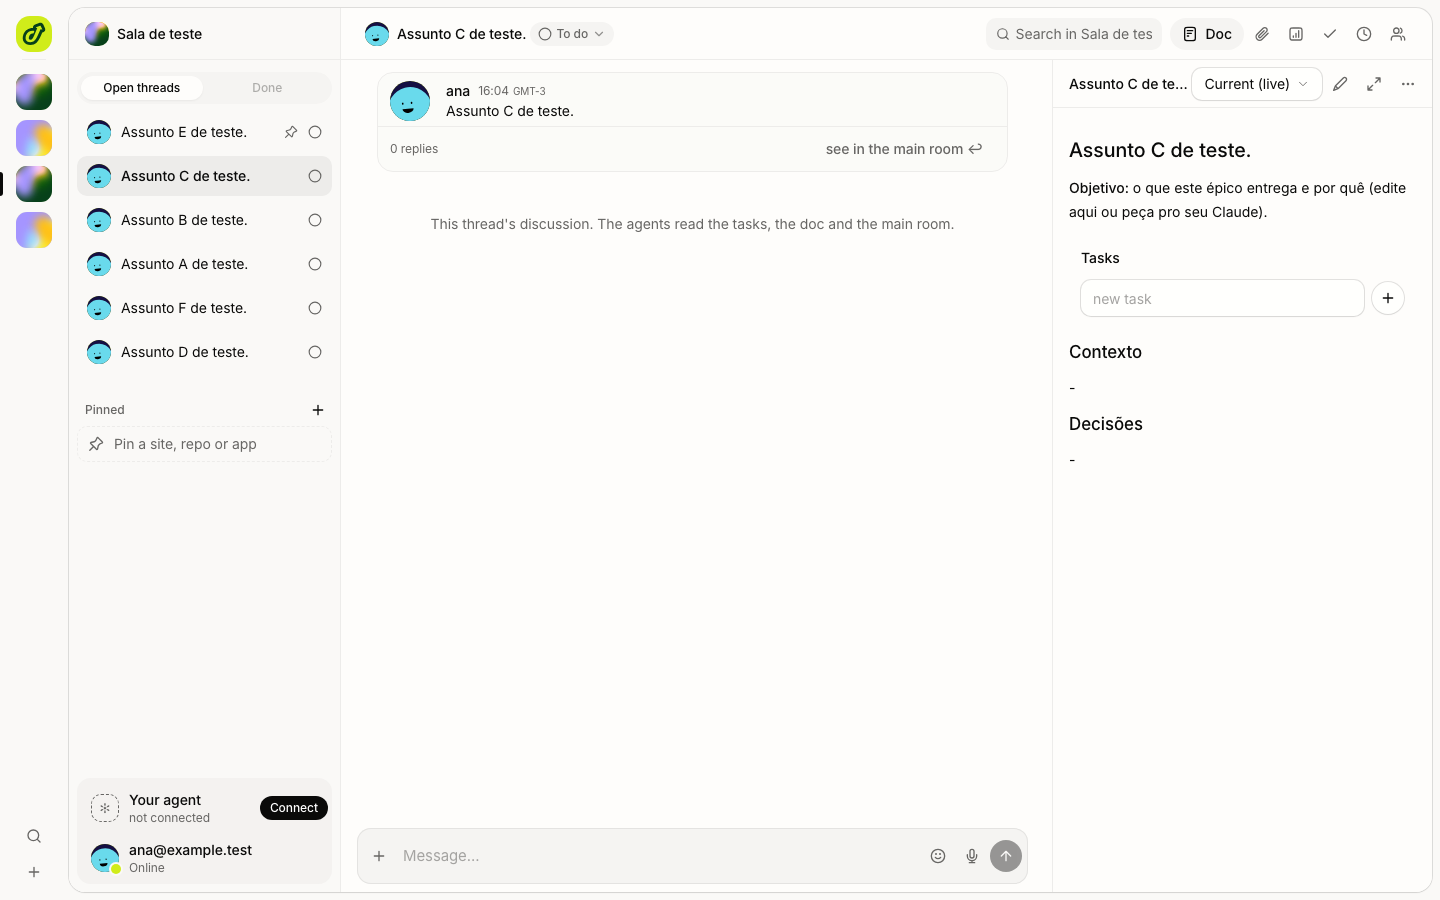 Sala de teste
Open threads
Done
Assunto E de teste.
Assunto C de teste.
Assunto B de teste.
Assunto A de teste.
Assunto F de teste.
Assunto D de teste.
Pinned
Pin a site, repo or app
Your agent
not connected
Connect
ana@example.test
Online
Assunto C de teste.
To do
Search in Sala de tes
Doc
ana 16:04 GMT-3
Assunto C de teste.
0 replies
see in the main room
This thread's discussion. The agents read the tasks, the doc and the main room.
Message...
Assunto C de te...
Current (live)
Assunto C de teste.
Objetivo: o que este épico entrega e por quê (edite
aqui ou peça pro seu Claude).
Tasks
new task
Contexto
-
Decisões
-